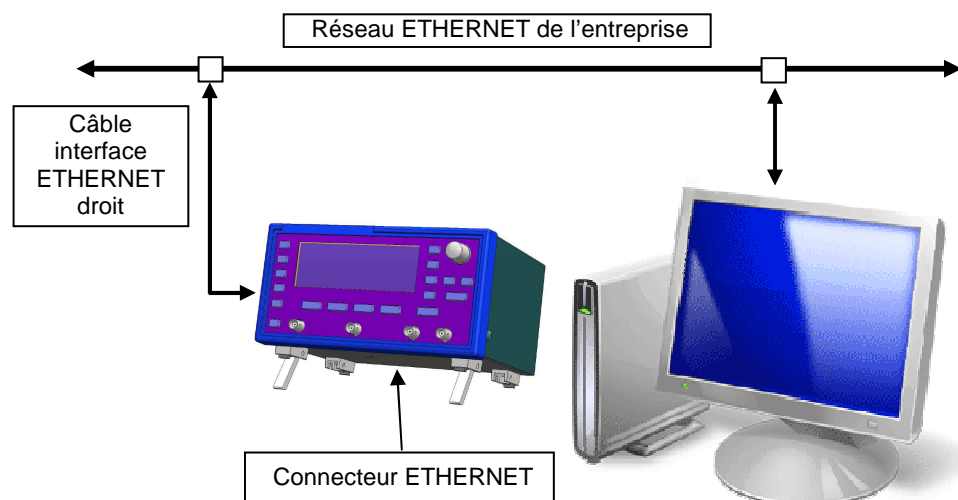 Réseau ETHERNET de l'entreprise
Câble
interface
ETHERNET
droit
Connecteur ETHERNET